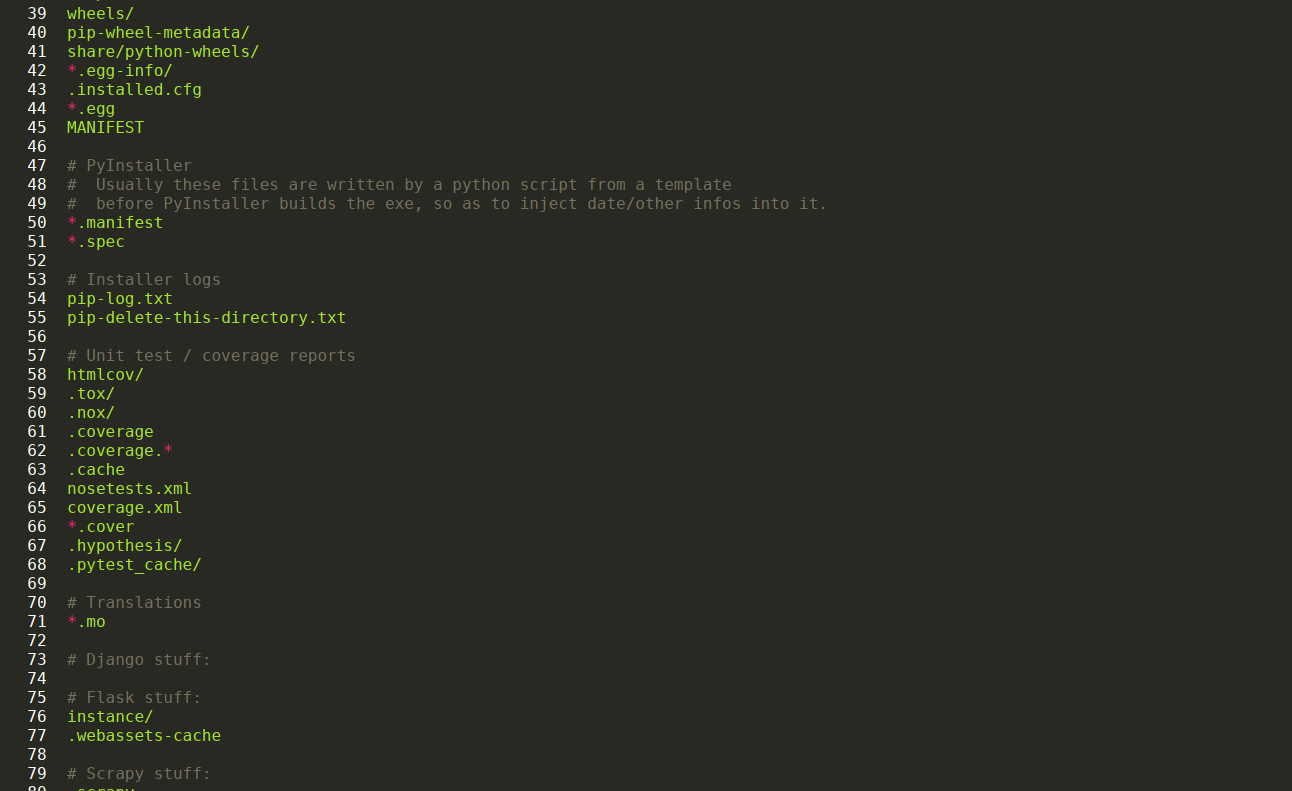 39 wheels/
40 pip-wheel-metadata/
41 share/python-wheels/
42 *.egg-info/
43 .installed.cfg
44 *.egg
45 MANIFEST
46
47 # PyInstaller
48 #  Usually these files are written by a python script from a template
49 #  before PyInstaller builds the exe, so as to inject date/other infos into it.
50 *.manifest
51 *.spec
52
53 # Installer logs
54 pip-log.txt
55 pip-delete-this-directory.txt
56
57 # Unit test / coverage reports
58 htmlcov/
59 .tox/
60 .nox/
61 .coverage
62 .coverage.*
63 .cache
64 nosetests.xml
65 coverage.xml
66 *.cover
67 .hypothesis/
68 .pytest_cache/
69
70 # Translations
71 *.mo
72
73 # Django stuff:
74
75 # Flask stuff:
76 instance/
77 .webassets-cache
78
79 # Scrapy stuff:
80 .scrapy